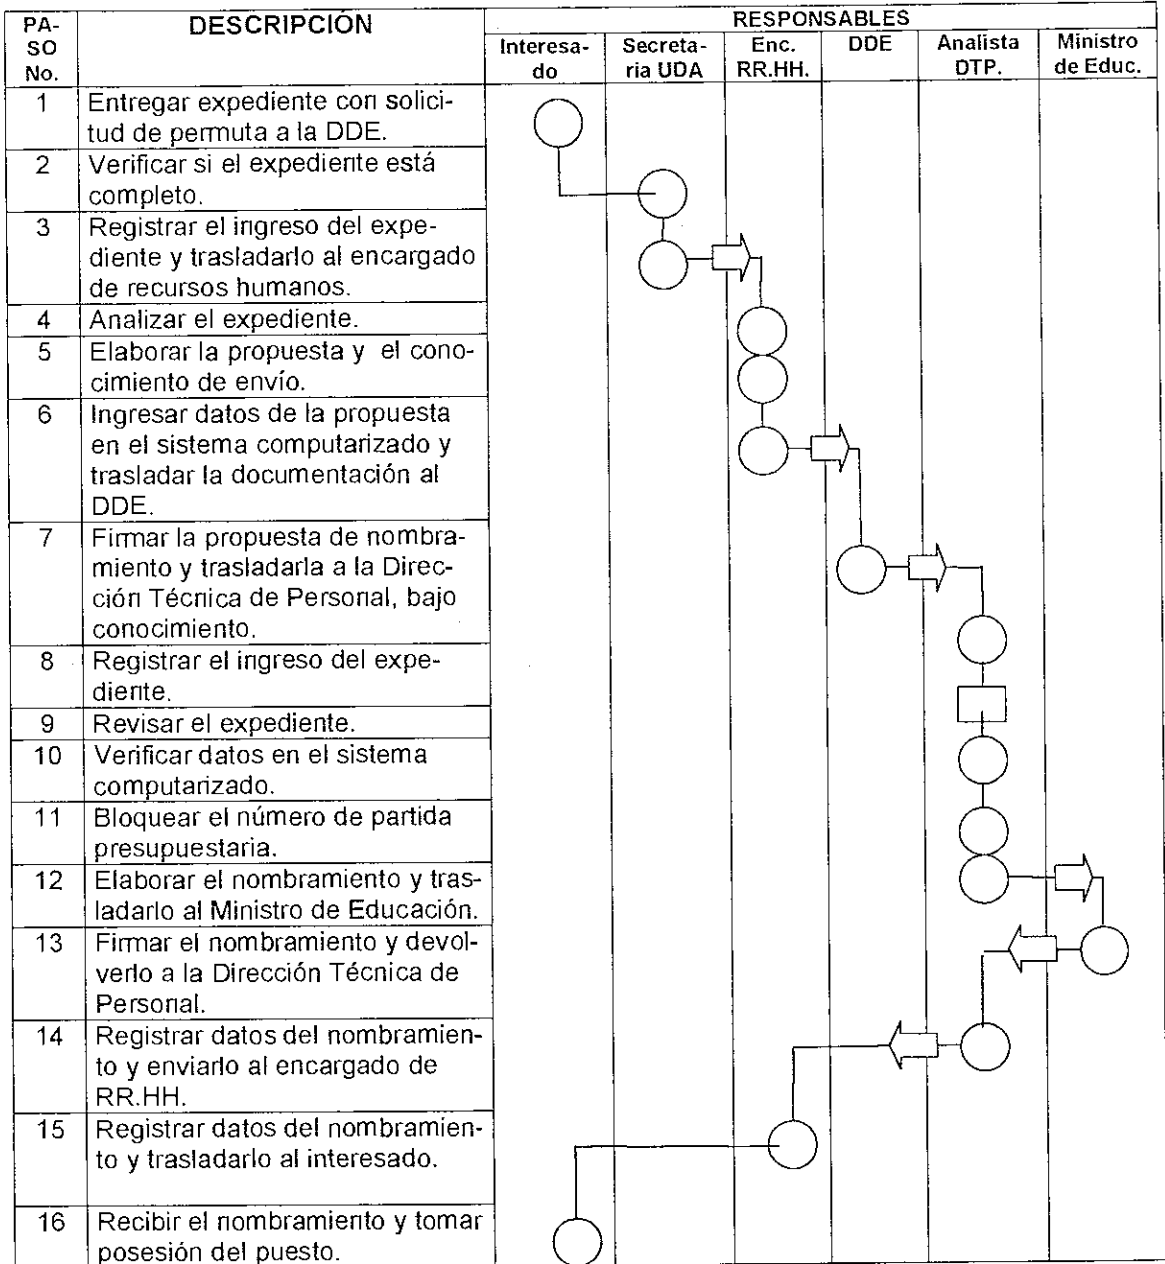 PA-
SO
No.
DESCRIPCIÓN
RESPONSABLES
Interesa-
do
Secreta-
ria UDA
Enc.
RR.HH.
DDE
Analista
DTP.
Ministro
de Educ.
1
Entregar expediente con solici-
tud de permuta a la DDE.
2
Verificar si el expediente está
completo.
3
Registrar el ingreso del expe-
diente y trasladarlo al encargado
de recursos humanos.
4
Analizar el expediente.
5
Elaborar la propuesta y el cono-
cimiento de envío.
6
Ingresar datos de la propuesta
en el sistema computarizado y
trasladar la documentación al
DDE.
7
Firmar la propuesta de nombra-
miento y trasladarla a la Direc-
ción Técnica de Personal, bajo
conocimiento.
8
Registrar el ingreso del expe-
diente.
9
Revisar el expediente.
10
Verificar datos en el sistema
computarizado.
11
Bloquear el número de partida
presupuestaria.
12
Elaborar el nombramiento y tras-
ladarlo al Ministro de Educación.
13
Firmar el nombramiento y devol-
verlo a la Dirección Técnica de
Personal.
14
Registrar datos del nombramien-
to y enviarlo al encargado de
RR.HH.
15
Registrar datos del nombramien-
to y trasladarlo al interesado.
16
Recibir el nombramiento y tomar
posesión del puesto.